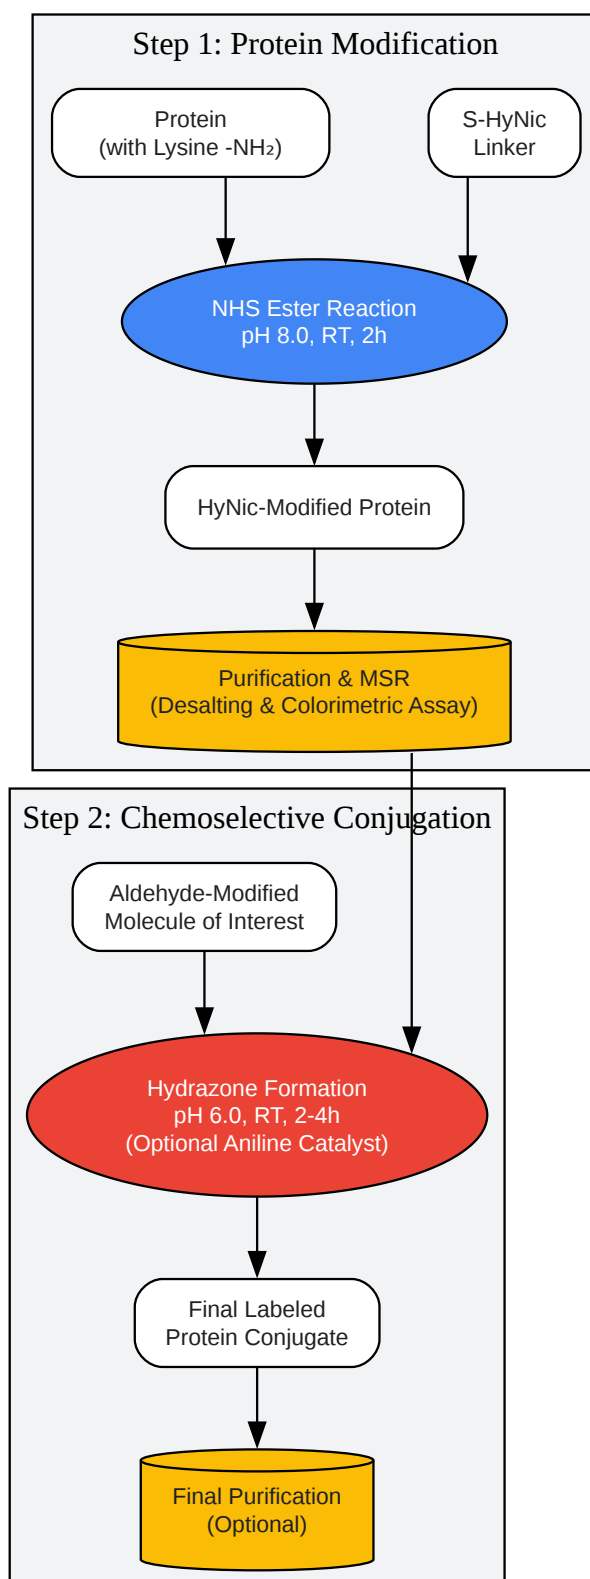 Step 1: Protein Modification
Protein
(with Lysine -NH₂)
S-HyNic
Linker
NHS Ester Reaction
pH 8.0, RT, 2h
HyNic-Modified Protein
Purification & MSR
(Desalting & Colorimetric Assay)
Step 2: Chemoselective Conjugation
Aldehyde-Modified
Molecule of Interest
Hydrazone Formation
pH 6.0, RT, 2-4h
(Optional Aniline Catalyst)
Final Labeled
Protein Conjugate
Final Purification
(Optional)